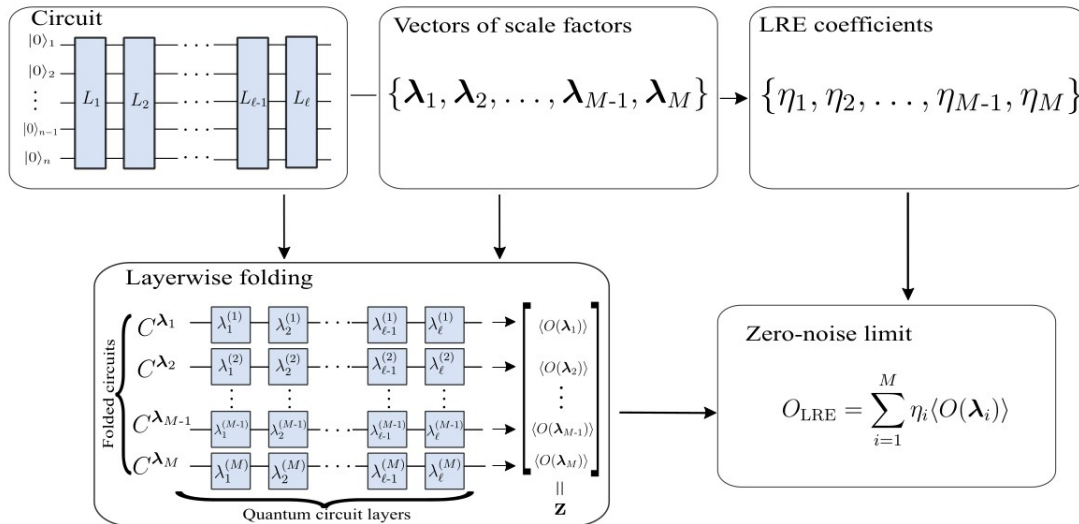 Circuit
|0⟩₁
|0⟩₂
⋮
|0⟩ₙ₋₁
|0⟩ₙ
L₁ L₂ · · · L_{ℓ-1} L_ℓ
Vectors of scale factors
{λ₁, λ₂, . . . , λ_{M-1}, λ_M}
LRE coefficients
{η₁, η₂, . . . , η_{M-1}, η_M}
Layerwise folding
Folded circuits
C^{λ₁} λ₁^{(1)} λ₂^{(1)} · · · λ_{ℓ-1}^{(1)} λ_ℓ^{(1)} ⟨O(λ₁)⟩
C^{λ₂} λ₁^{(2)} λ₂^{(2)} · · · λ_{ℓ-1}^{(2)} λ_ℓ^{(2)} ⟨O(λ₂)⟩
⋮ ⋮ ⋮ ⋮ ⋮
C^{λ_{M-1}} λ₁^{(M-1)} λ₂^{(M-1)} · · · λ_{ℓ-1}^{(M-1)} λ_ℓ^{(M-1)} ⟨O(λ_{M-1})⟩
C^{λ_M} λ₁^{(M)} λ₂^{(M)} · · · λ_{ℓ-1}^{(M)} λ_ℓ^{(M)} ⟨O(λ_M)⟩
Quantum circuit layers
||
Z
Zero-noise limit
O_{LRE} = ∑_{i=1}^{M} η_i⟨O(λ_i)⟩